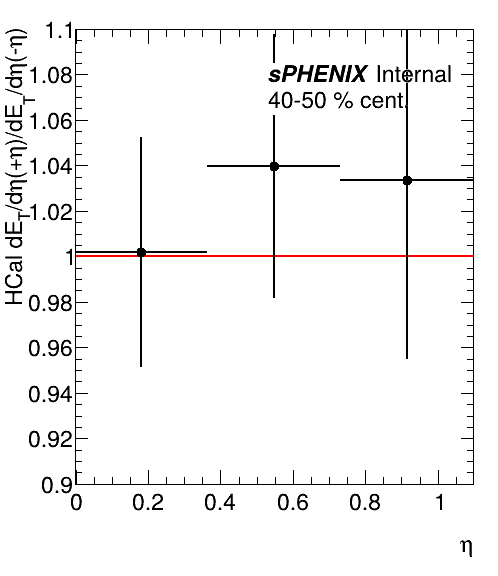 HCal dE_T/dη(+η)/dE_T/dη(-η)
1.1
1.08
1.06
1.04
1.02
1
0.98
0.96
0.94
0.92
0.9
sPHENIX Internal
40-50 % cent.
0 0.2 0.4 0.6 0.8 1
η